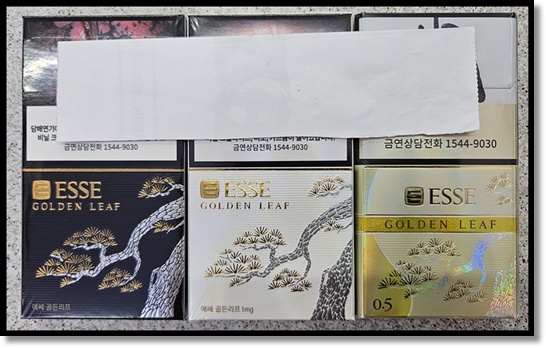 담배연기에
비닐 크
금연상담전화 1544-9030
금연상담전화 1544-9030
금연상담전화 1544-9030
ESSE
GOLDEN LEAF
에쎄 골든리프
ESSE
GOLDEN LEAF
에쎄 골든리프 1mg
ESSE
GOLDEN LEAF
0.5